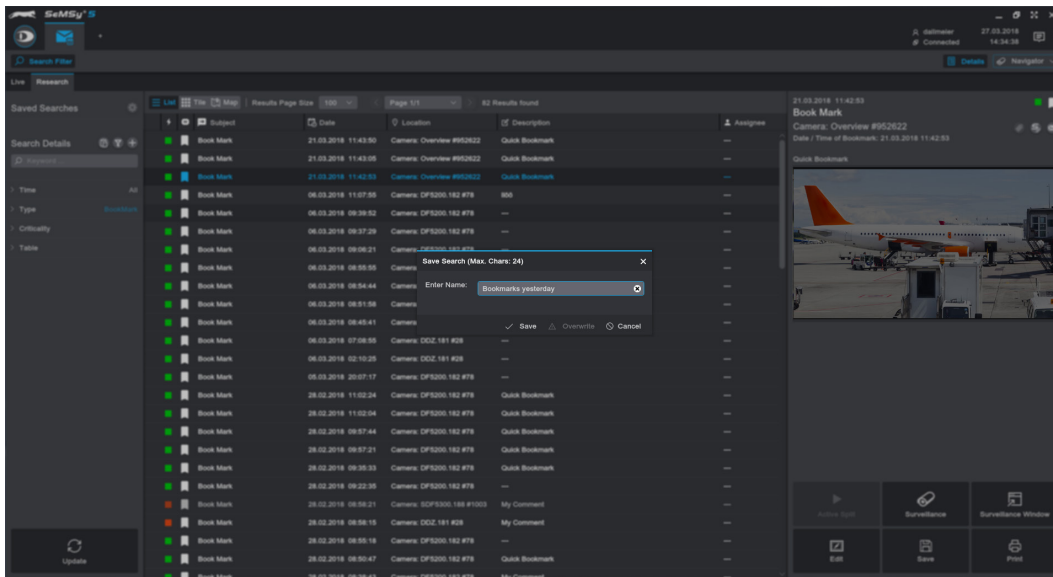 SeMSy® 5
dallmeier 27.03.2018
Connected 14:34:38
Search Filter Details Navigator
Live Research
Saved Searches
List Tile Map Results Page Size 100 Page 1/1 82 Results found
Subject Date Location Description Assignee
Search Details
Keyword...
Time All
Type Bookmark
Criticality
Table
Update
Book Mark 21.03.2018 11:43:50 Camera: Overview #952622 Quick Bookmark —
Book Mark 21.03.2018 11:43:05 Camera: Overview #952622 Quick Bookmark —
Book Mark 21.03.2018 11:42:53 Camera: Overview #952622 Quick Bookmark —
Book Mark 06.03.2018 11:07:55 Camera: DF5200.182 #78 —
Book Mark 06.03.2018 09:39:52 Camera: DF5200.182 #78 —
Book Mark 06.03.2018 09:37:29 Camera: DF5200.182 #78 — —
Book Mark 06.03.2018 09:06:21 Camera: DF5200.182 #78 —
Book Mark 06.03.2018 08:55:55 Camera —
Book Mark 06.03.2018 08:54:44 Camera —
Book Mark 06.03.2018 08:51:58 Camera —
Book Mark 06.03.2018 08:45:41 Camera —
Book Mark 06.03.2018 07:08:55 Camera: DDZ.181 #28 — —
Book Mark 06.03.2018 02:10:25 Camera: DDZ.181 #28 — —
Book Mark 05.03.2018 20:07:17 Camera: DF5200.182 #78 — —
Book Mark 28.02.2018 11:02:24 Camera: DF5200.182 #78 Quick Bookmark —
Book Mark 28.02.2018 11:02:04 Camera: DF5200.182 #78 Quick Bookmark —
Book Mark 28.02.2018 09:57:44 Camera: DF5200.182 #78 Quick Bookmark —
Book Mark 28.02.2018 09:57:21 Camera: DF5200.182 #78 Quick Bookmark —
Book Mark 28.02.2018 09:35:33 Camera: DF5200.182 #78 Quick Bookmark —
Book Mark 28.02.2018 09:22:35 Camera: DF5200.182 #78 — —
Book Mark 28.02.2018 08:58:21 Camera: SDF5300.188 #1003 My Comment —
Book Mark 28.02.2018 08:58:15 Camera: DDZ.181 #28 My Comment —
Book Mark 28.02.2018 08:55:18 Camera: DF5200.182 #78 — —
Book Mark 28.02.2018 08:50:47 Camera: DF5200.182 #78 Quick Bookmark —
Save Search (Max. Chars: 24)
Enter Name: Bookmarks yesterday
Save Overwrite Cancel
21.03.2018 11:42:53
Book Mark
Camera: Overview #952622
Date / Time of Bookmark: 21.03.2018 11:42:53
Quick Bookmark
Active Split Surveillance Surveillance Window
Edit Save Print